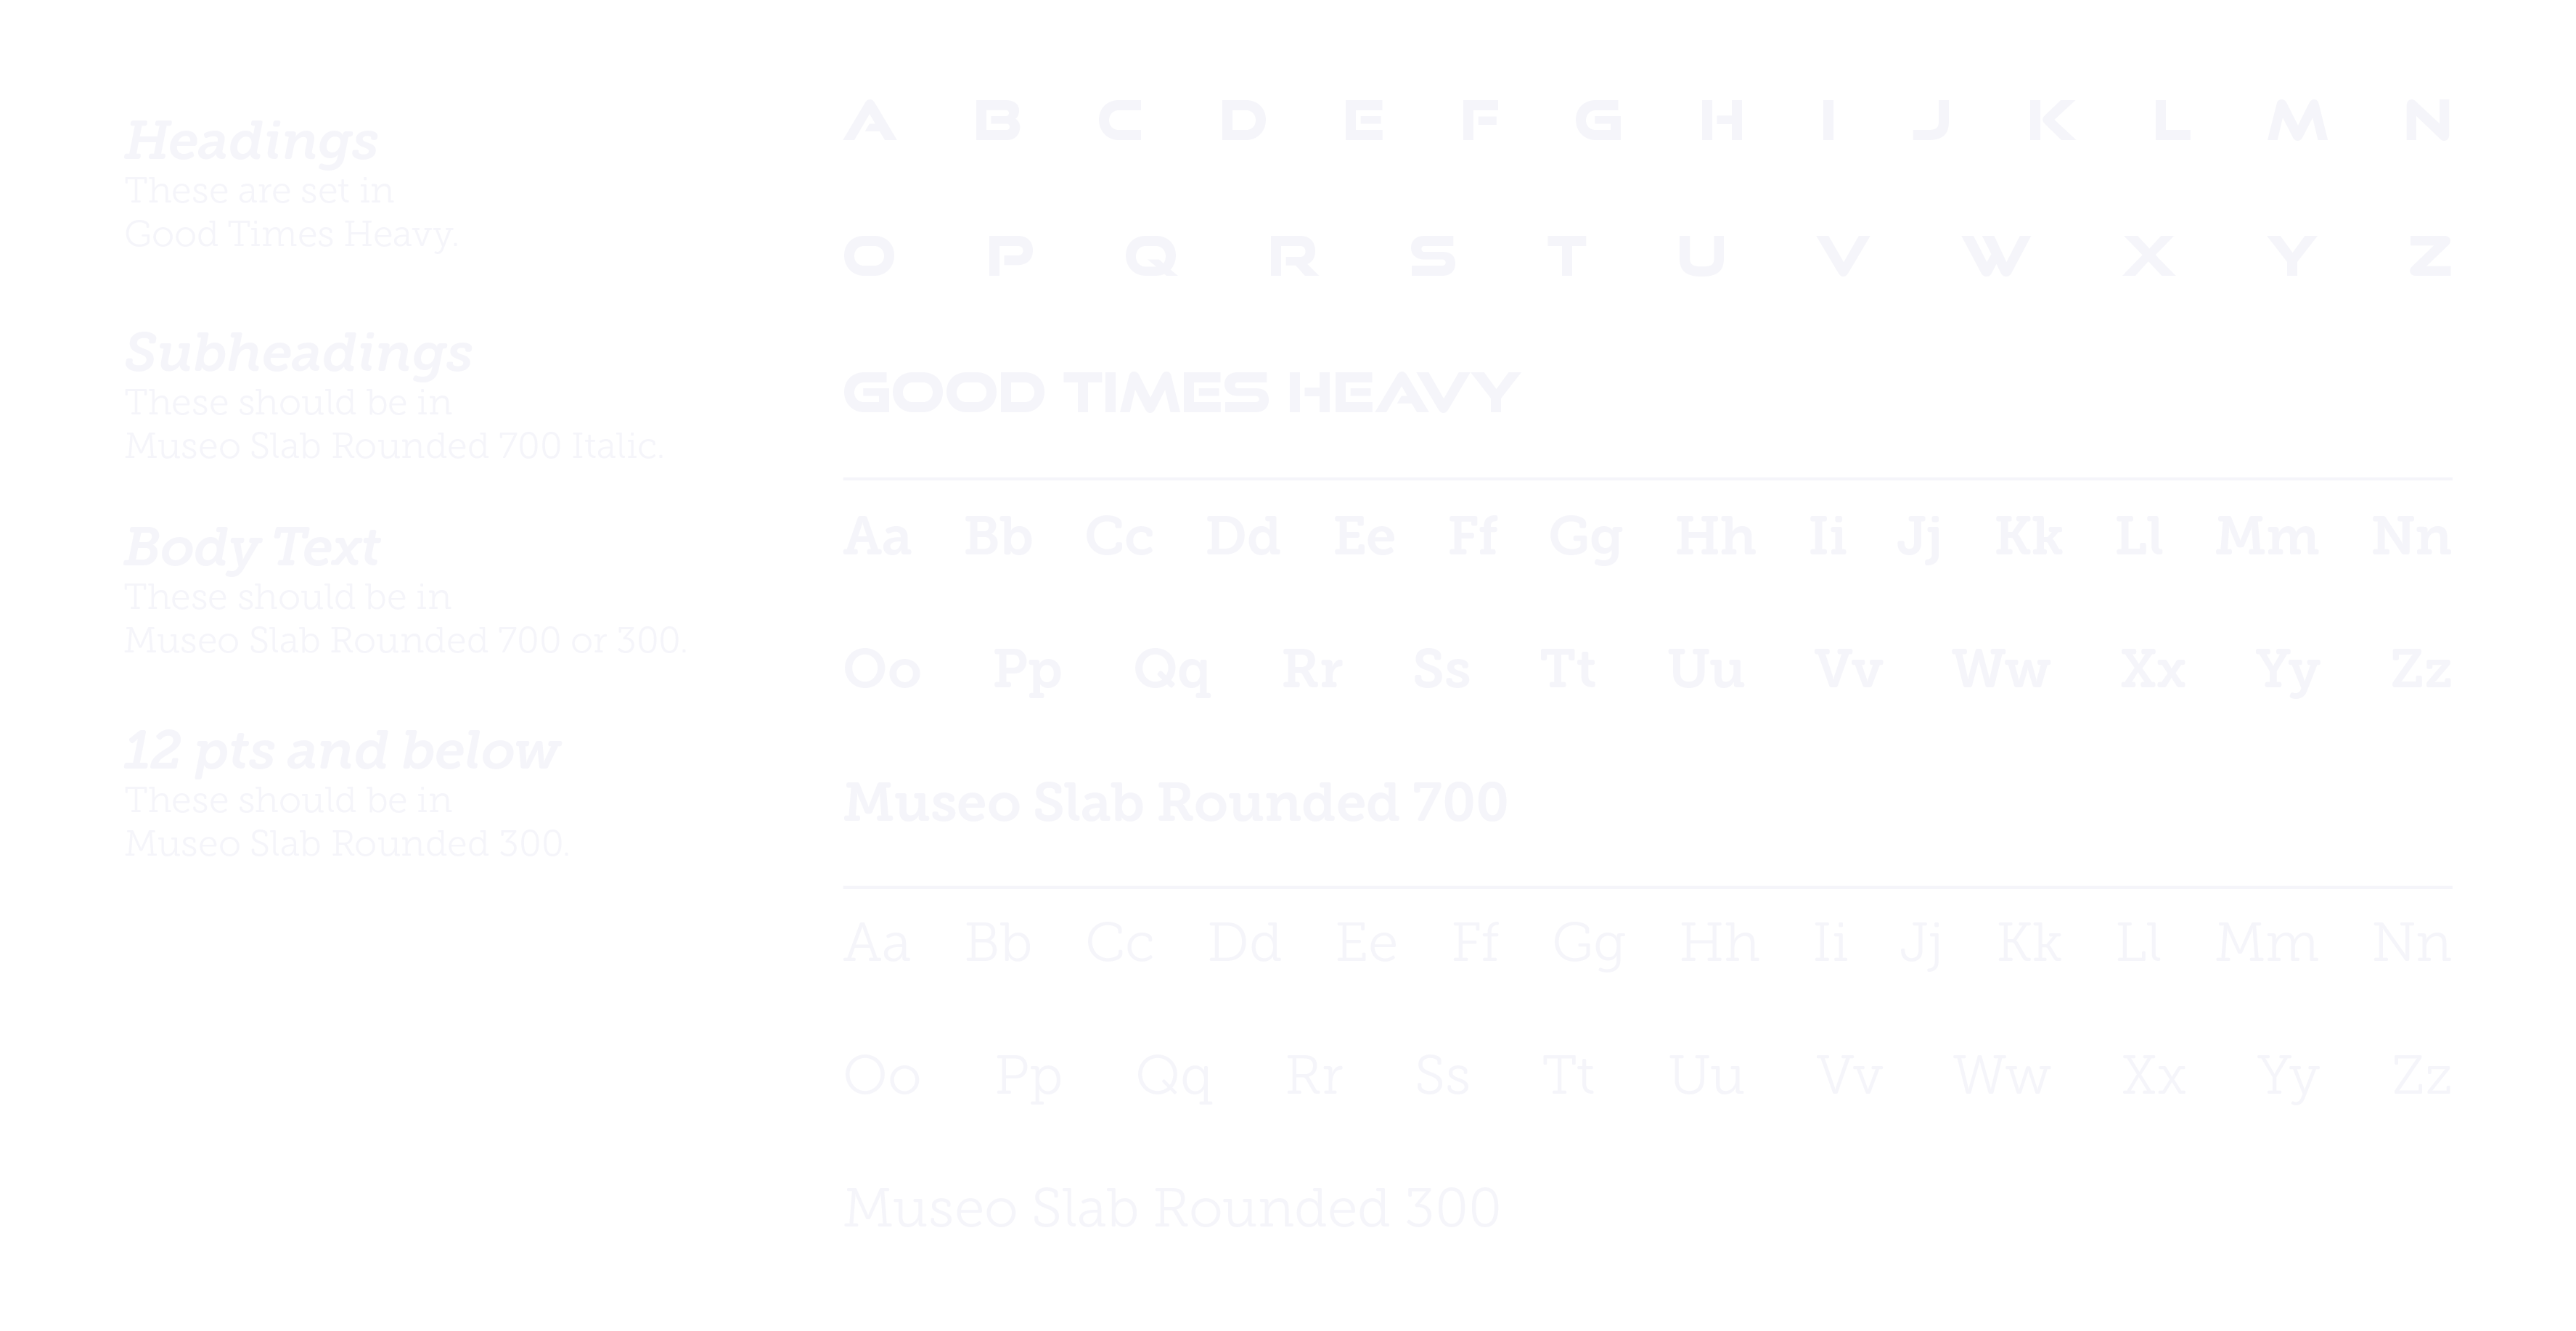 Headings
These are set in
Good Times Heavy.
Subheadings
These should be in
Museo Slab Rounded 700 Italic.
Body Text
These should be in
Museo Slab Rounded 700 or 300.
12 pts and below
These should be in
Museo Slab Rounded 300.
A B C D E F G H I J K L M N
O P Q R S T U V W X Y Z
GOOD TIMES HEAVY
Aa Bb Cc Dd Ee Ff Gg Hh Ii Jj Kk Ll Mm Nn
Oo Pp Qq Rr Ss Tt Uu Vv Ww Xx Yy Zz
Museo Slab Rounded 700
Aa Bb Cc Dd Ee Ff Gg Hh Ii Jj Kk Ll Mm Nn
Oo Pp Qq Rr Ss Tt Uu Vv Ww Xx Yy Zz
Museo Slab Rounded 300